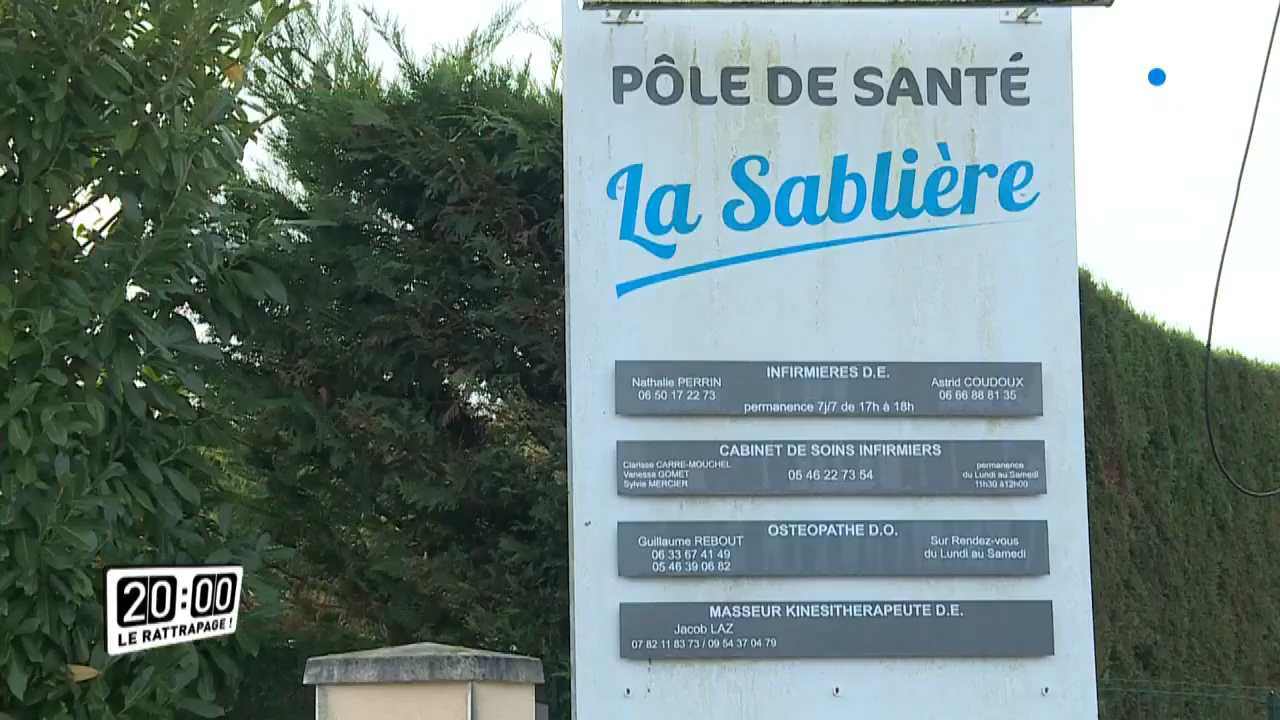 PÔLE DE SANTÉ
La Sablière
INFIRMIERES D.E.
Nathalie PERRIN
06 50 17 22 73
Astrid COUDOUX
06 66 88 81 35
permanence 7j/7 de 17h à 18h
CABINET DE SOINS INFIRMIERS
Clarisse CARRE-MOUCHEL
Vanessa GOMET
Sylvie MERCIER
05 46 22 73 54
permanence
du Lundi au Samedi
11h30 à12h00
OSTEOPATHE D.O.
Guillaume REBOUT
06 33 67 41 49
05 46 39 06 82
Sur Rendez-vous
du Lundi au Samedi
MASSEUR KINESITHERAPEUTE D.E.
Jacob LAZ
07 82 11 83 73 / 09 54 37 04 79
20:00
LE RATTRAPAGE !